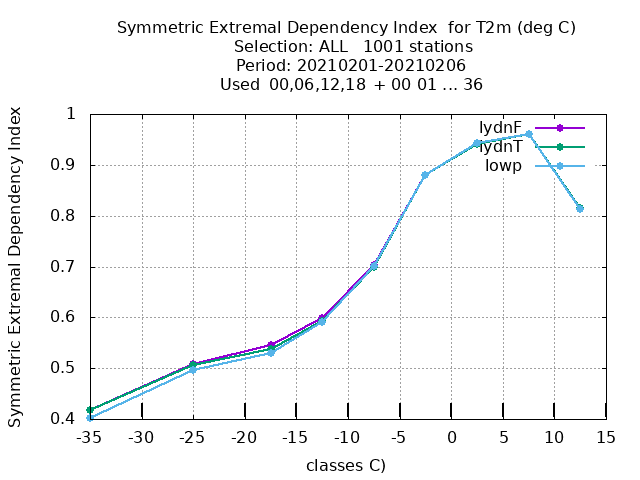 Symmetric Extremal Dependency Index  for T2m (deg C)
Selection: ALL   1001 stations
Period: 20210201-20210206
Used  00,06,12,18  + 00 01 ... 36
Symmetric Extremal Dependency Index
1
0.9
0.8
0.7
0.6
0.5
0.4
lydnF
lydnT
lowp
-35 -30 -25 -20 -15 -10 -5 0 5 10 15
classes C)